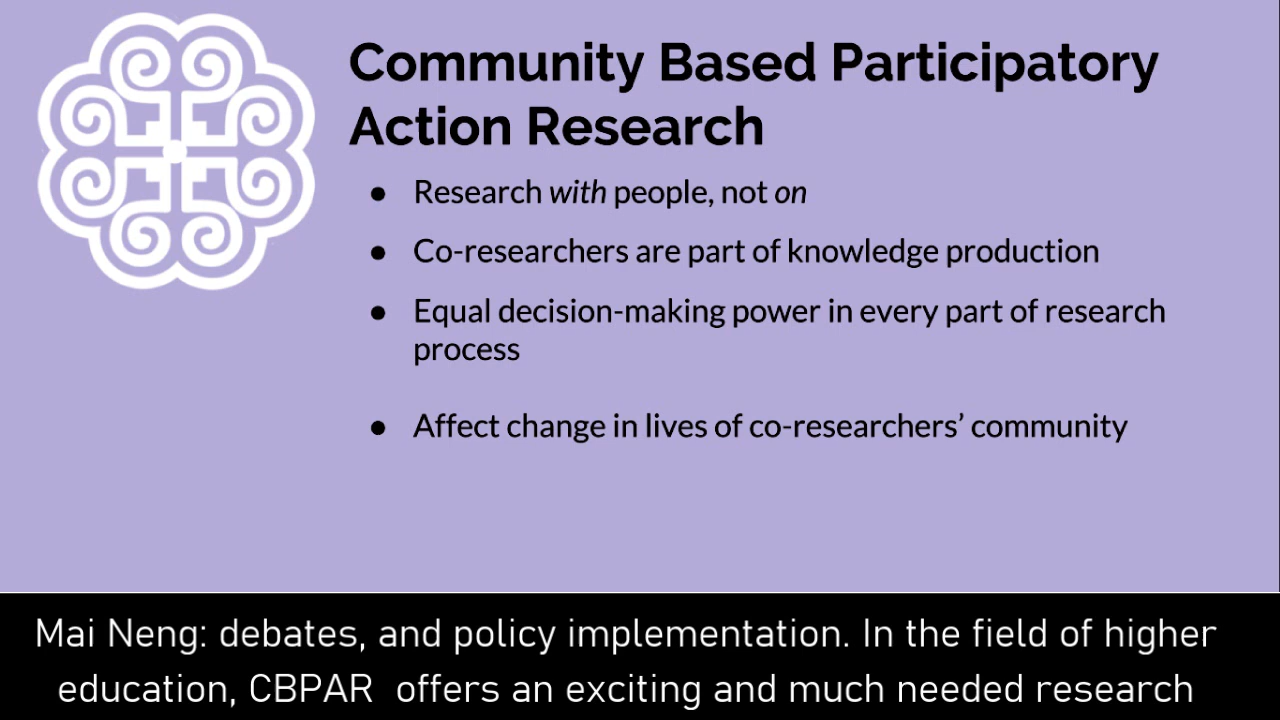 Community Based Participatory
Action Research
● Research with people, not on
● Co-researchers are part of knowledge production
● Equal decision-making power in every part of research
process
● Affect change in lives of co-researchers’ community
Mai Neng: debates, and policy implementation. In the field of higher
education, CBPAR  offers an exciting and much needed research